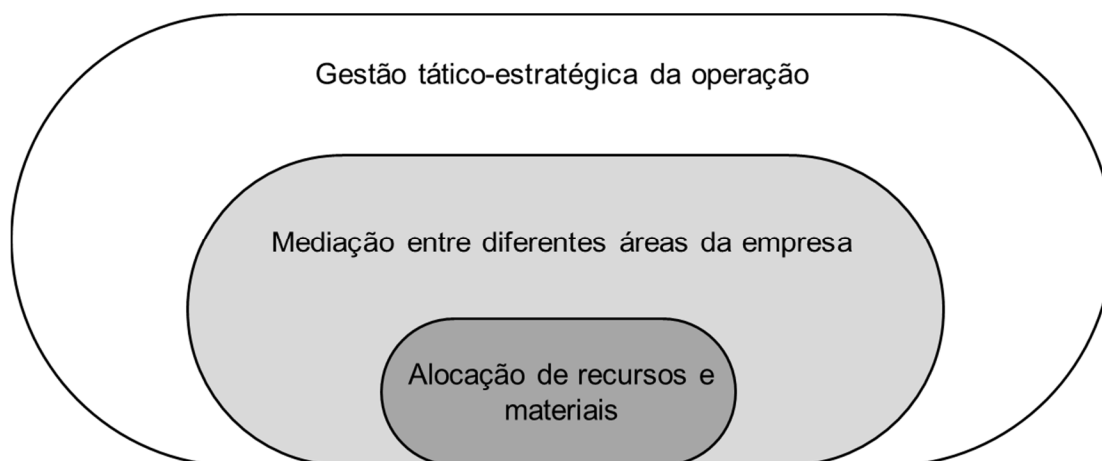 Gestão tático-estratégica da operação
Mediação entre diferentes áreas da empresa
Alocação de recursos e
materiais